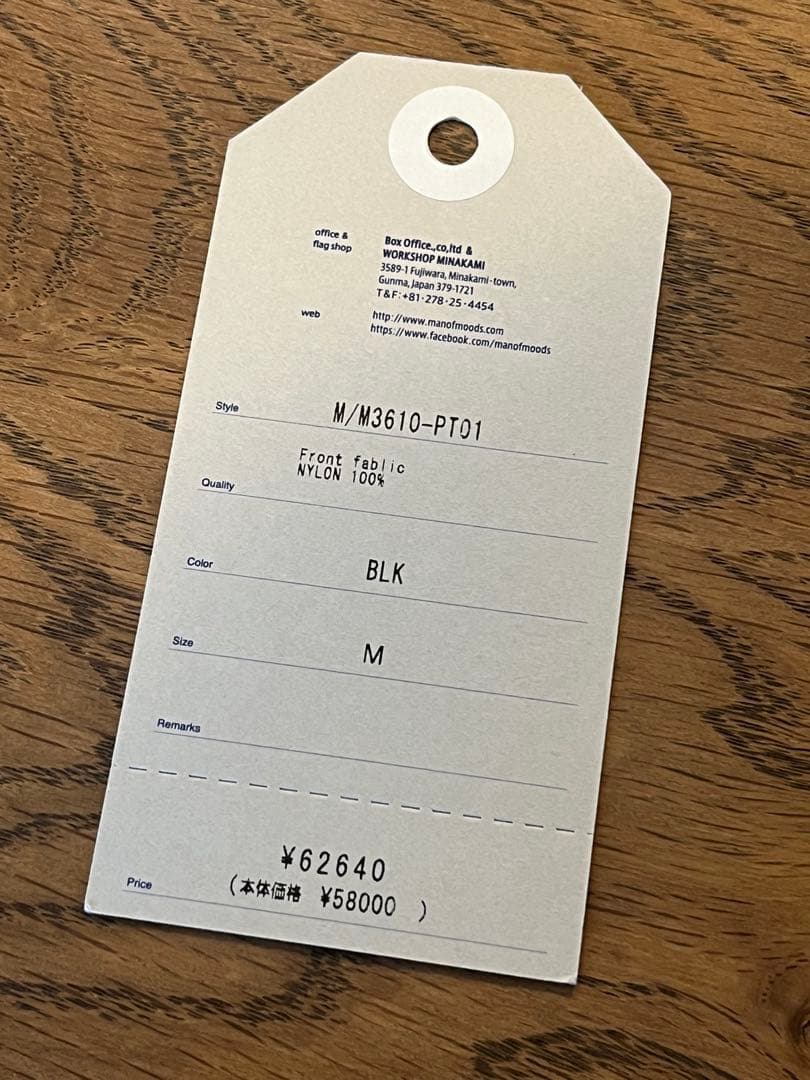 office &
flag shop
Box Office.,co,ltd &
WORKSHOP MINAKAMI
3589-1 Fujiwara, Minakami-town,
Gunma, Japan 379-1721
T&F:+81・278・25・4454
web
http://www.manofmoods.com
https://www.facebook.com/manofmoods
Style M/M3610-PT01
Front fablic
NYLON 100%
Quality
Color BLK
Size M
Remarks
¥62640
Price (本体価格 ¥58000 )